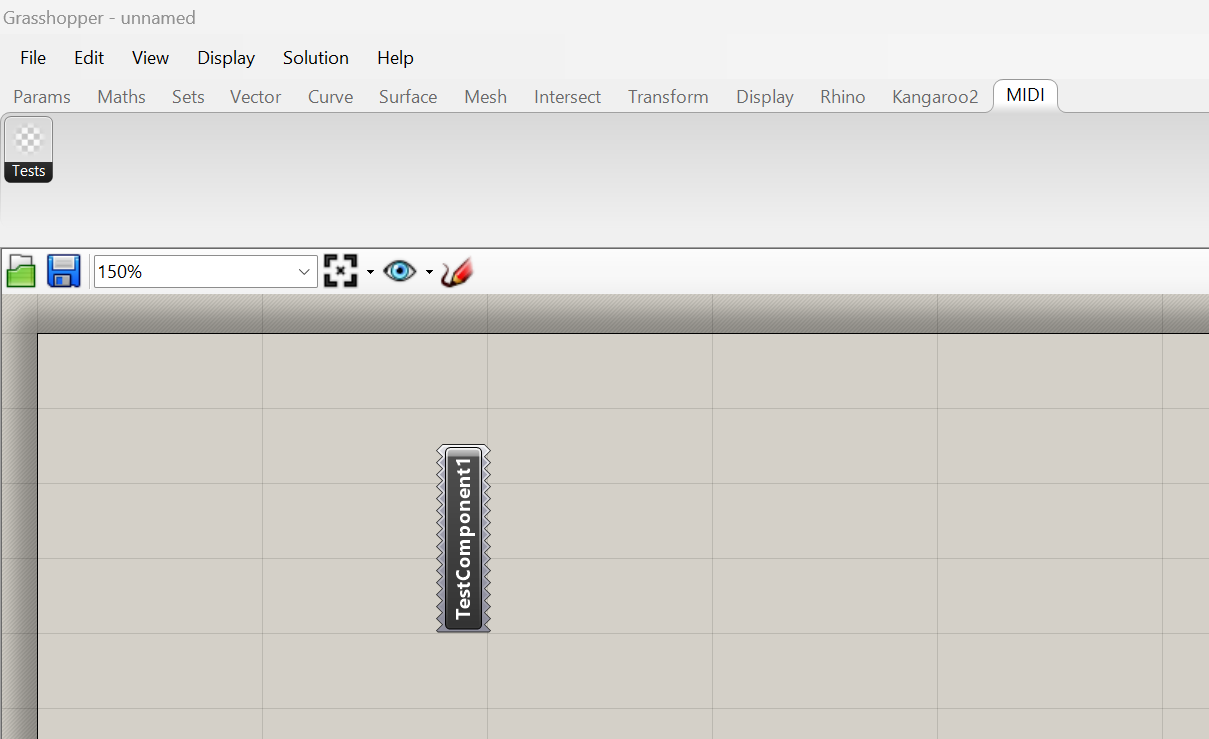 Grasshopper - unnamed
File Edit View Display Solution Help
Params Maths Sets Vector Curve Surface Mesh Intersect Transform Display Rhino Kangaroo2 MIDI
Tests
150%
TestComponent1